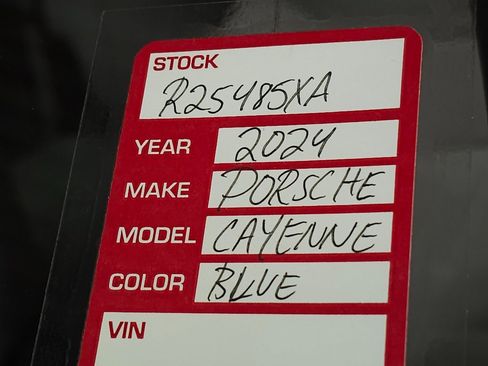 STOCK
R25485XA
YEAR 2024
MAKE PORSCHE
MODEL CAYENNE
COLOR BLUE
VIN